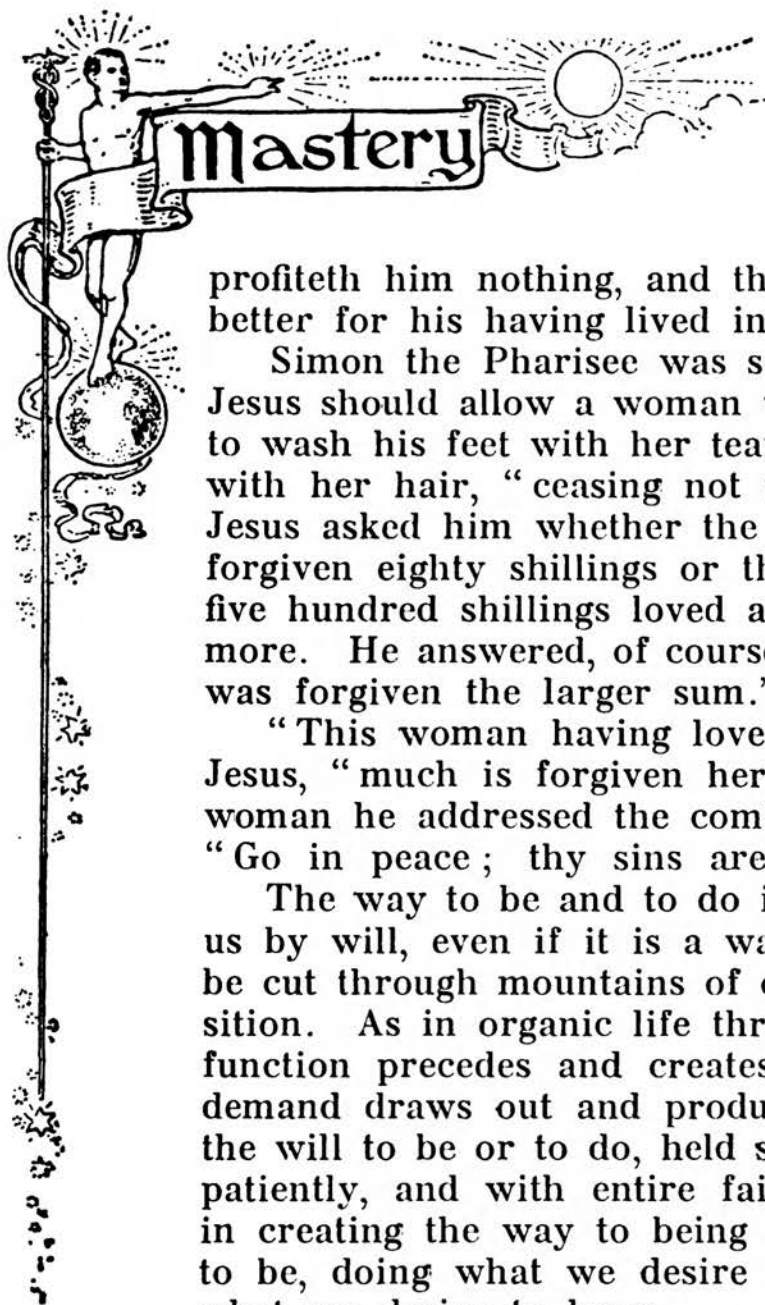 Mastery
profiteth him nothing, and th
better for his having lived in
Simon the Pharisee was s
Jesus should allow a woman
to wash his feet with her tea
with her hair, “ ceasing not
Jesus asked him whether the
forgiven eighty shillings or th
five hundred shillings loved a
more. He answered, of cours
was forgiven the larger sum.”
“ This woman having love
Jesus, “ much is forgiven her
woman he addressed the com
“ Go in peace ; thy sins are
The way to be and to do i
us by will, even if it is a wa
be cut through mountains of
sition. As in organic life thr
function precedes and creates
demand draws out and produ
the will to be or to do, held s
patiently, and with entire fai
in creating the way to being
to be, doing what we desire